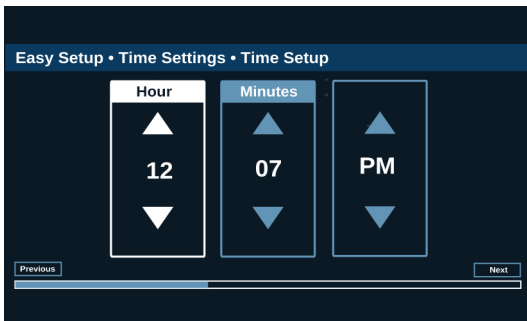 Easy Setup • Time Settings • Time Setup
Hour Minutes
12 07 PM
Previous Next